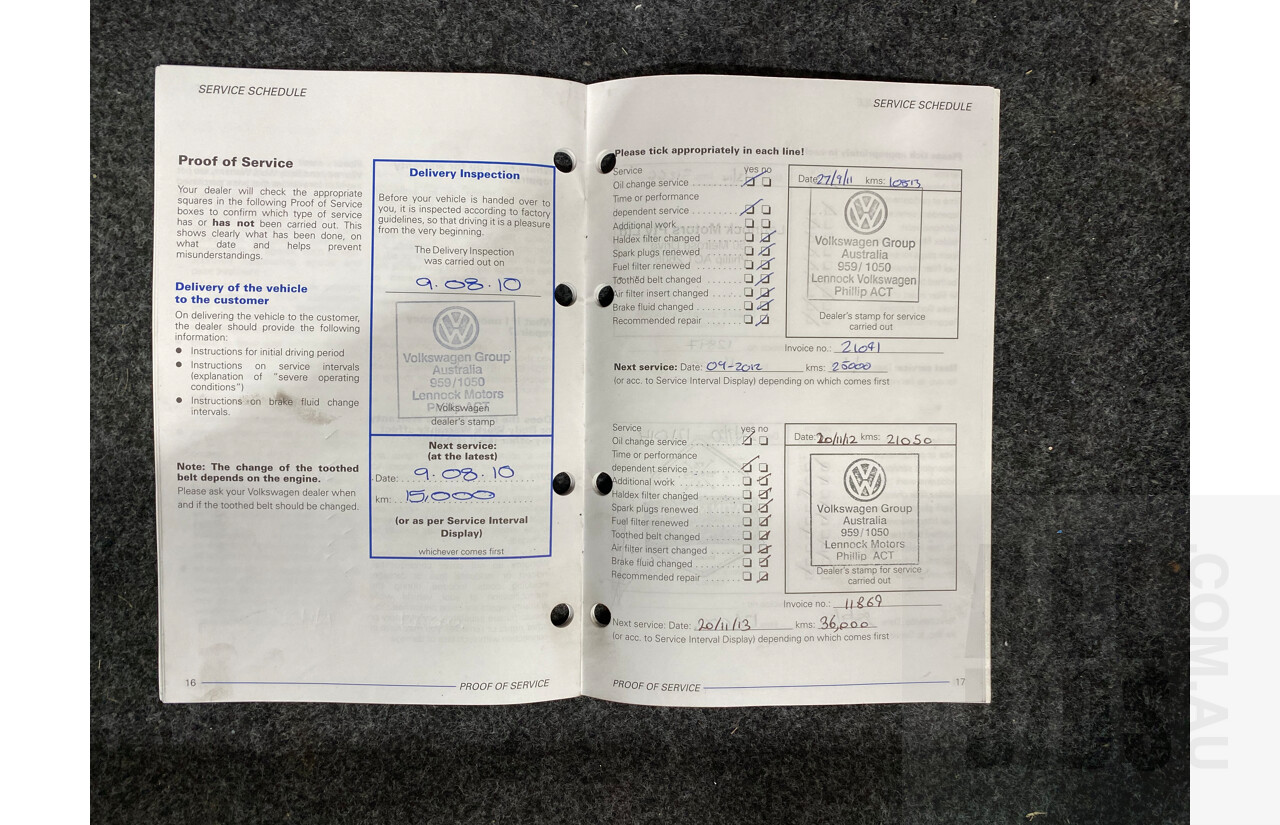 SERVICE SCHEDULE
Proof of Service
Your dealer will check the appropriate
squares in the following Proof of Service
boxes to confirm which type of service
has or has not been carried out. This
shows clearly what has been done, on
what date and helps prevent
misunderstandings.
Delivery of the vehicle
to the customer
On delivering the vehicle to the customer,
the dealer should provide the following
information:
Instructions for initial driving period
Instructions on service intervals
(explanation of "severe operating
conditions")
Instructions on brake fluid change
intervals.
Note: The change of the toothed
belt depends on the engine.
Please ask your Volkswagen dealer when
and if the toothed belt should be changed.
Delivery Inspection
Before your vehicle is handed over to
you, it is inspected according to factory
guidelines, so that driving it is a pleasure
from the very beginning.
The Delivery Inspection
was carried out on
9.08.10
Volkswagen Group
Australia
959/1050
Lennock Motors
Phillip ACT
Volkswagen
dealer's stamp
Next service:
(at the latest)
Date: 9.08.10
km: 15,000
(or as per Service Interval
Display)
whichever comes first
16
PROOF OF SERVICE
SERVICE SCHEDULE
Please tick appropriately in each line!
Service yes no
Oil change service
Time or performance
dependent service
Additional work
Haldex filter changed
Spark plugs renewed
Fuel filter renewed
Toothed belt changed
Air filter insert changed
Brake fluid changed
Recommended repair
Date: 27/9/11 kms: 10513
Volkswagen Group
Australia
959/1050
Lennock Volkswagen
Phillip ACT
Dealer's stamp for service
carried out
Invoice no.: 21041
Next service: Date: 09-2012 kms: 25000
(or acc. to Service Interval Display) depending on which comes first
Service yes no
Oil change service
Time or performance
dependent service
Additional work
Haldex filter changed
Spark plugs renewed
Fuel filter renewed
Toothed belt changed
Air filter insert changed
Brake fluid changed
Recommended repair
Date: 20/11/12 kms: 21050
Volkswagen Group
Australia
959/1050
Lennock Motors
Phillip ACT
Dealer's stamp for service
carried out
Invoice no.: 11869
Next service: Date: 20/11/13 kms: 36,000
(or acc. to Service Interval Display) depending on which comes first
PROOF OF SERVICE
17
.COM.AU